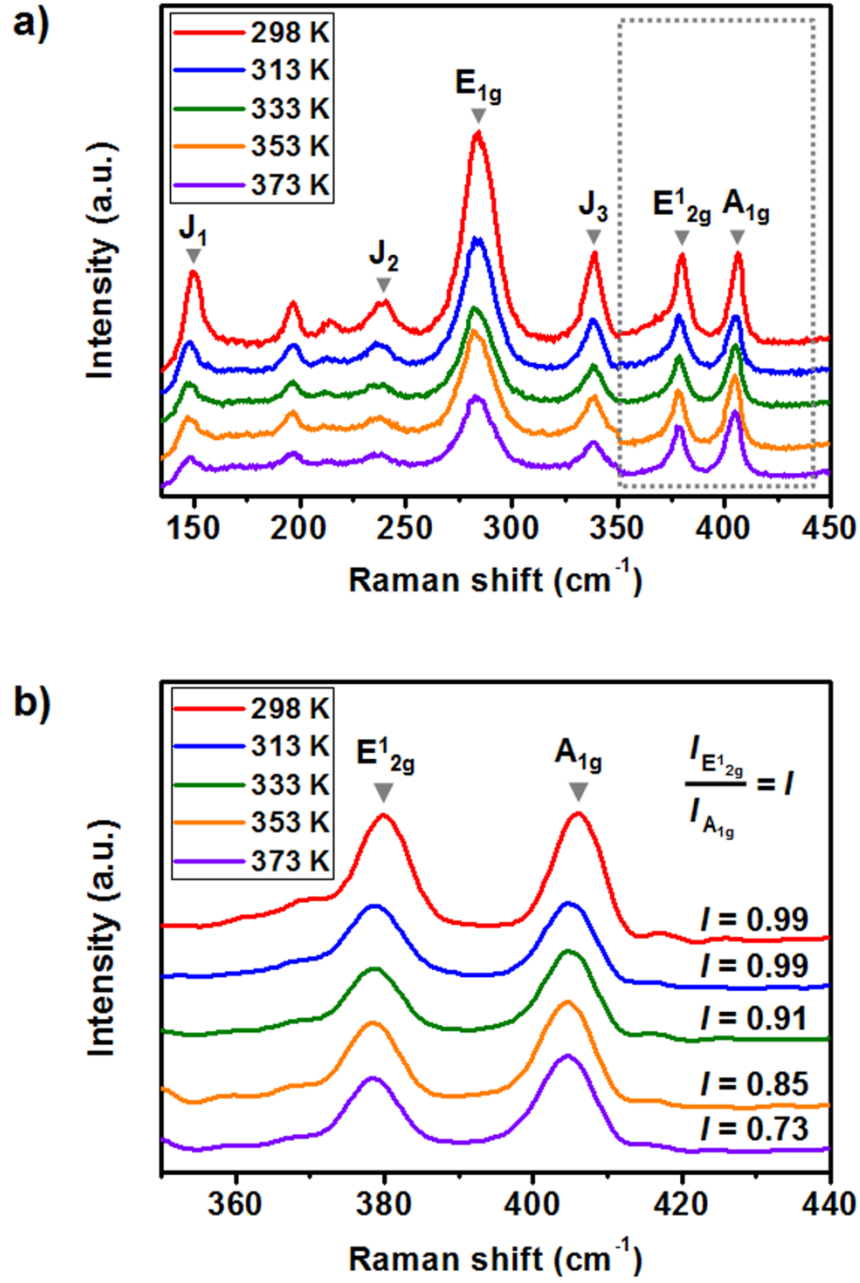 a)
298 K
313 K
333 K
353 K
373 K
J₁
J₂
E₁g
J₃
E¹₂g
A₁g
Intensity (a.u.)
150 200 250 300 350 400 450
Raman shift (cm⁻¹)
b)
298 K
313 K
333 K
353 K
373 K
E¹₂g
A₁g
I E¹₂g
I A₁g
= I
I = 0.99
I = 0.99
I = 0.91
I = 0.85
I = 0.73
Intensity (a.u.)
360 380 400 420 440
Raman shift (cm⁻¹)